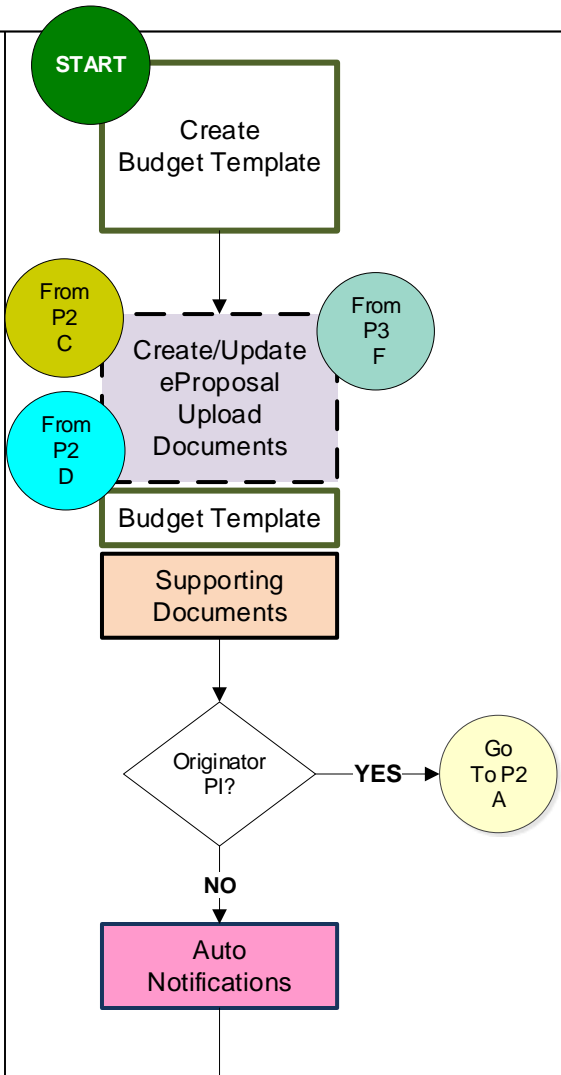 START
Create
Budget Template
From
P2
C
From
P3
F
Create/Update
eProposal
Upload
Documents
From
P2
D
Budget Template
Supporting
Documents
Originator
PI?
YES
Go
To P2
A
NO
Auto
Notifications